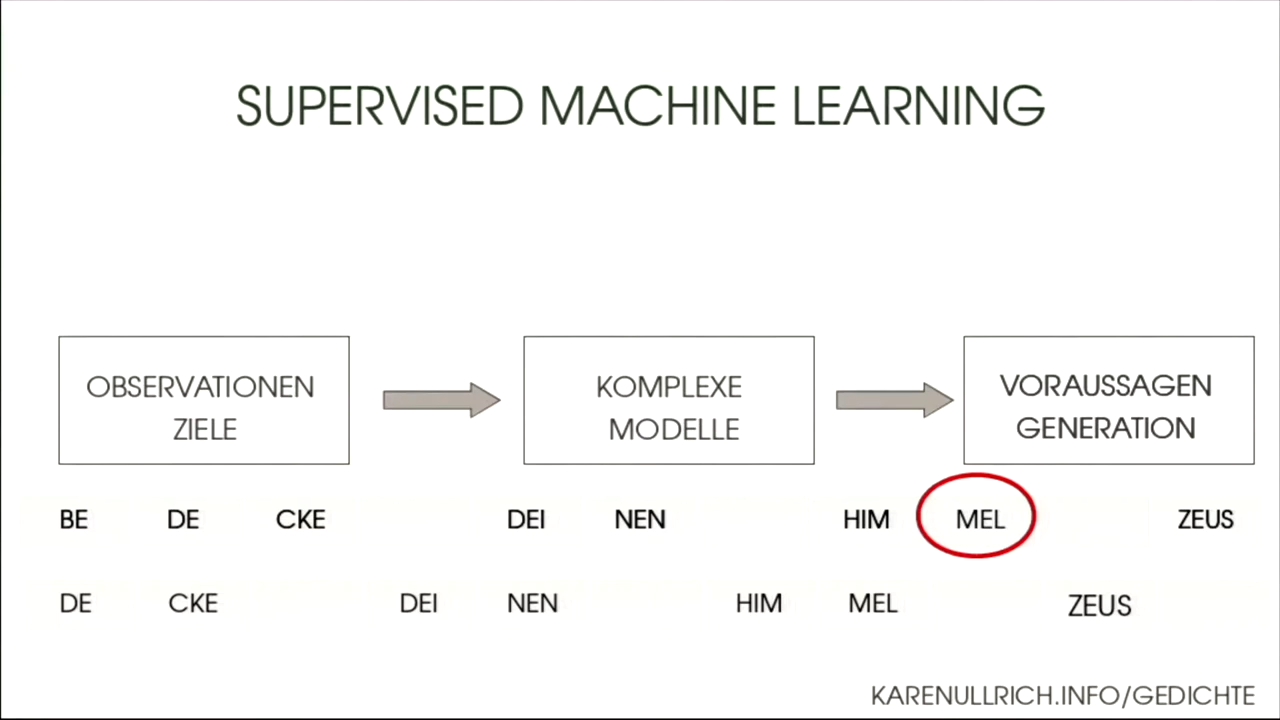 SUPERVISED MACHINE LEARNING
OBSERVATIONEN
ZIELE
KOMPLEXE
MODELLE
VORAUSSAGEN
GENERATION
BE DE CKE DEI NEN HIM MEL ZEUS
DE CKE DEI NEN HIM MEL ZEUS
KARENULLRICH.INFO/GEDICHTE